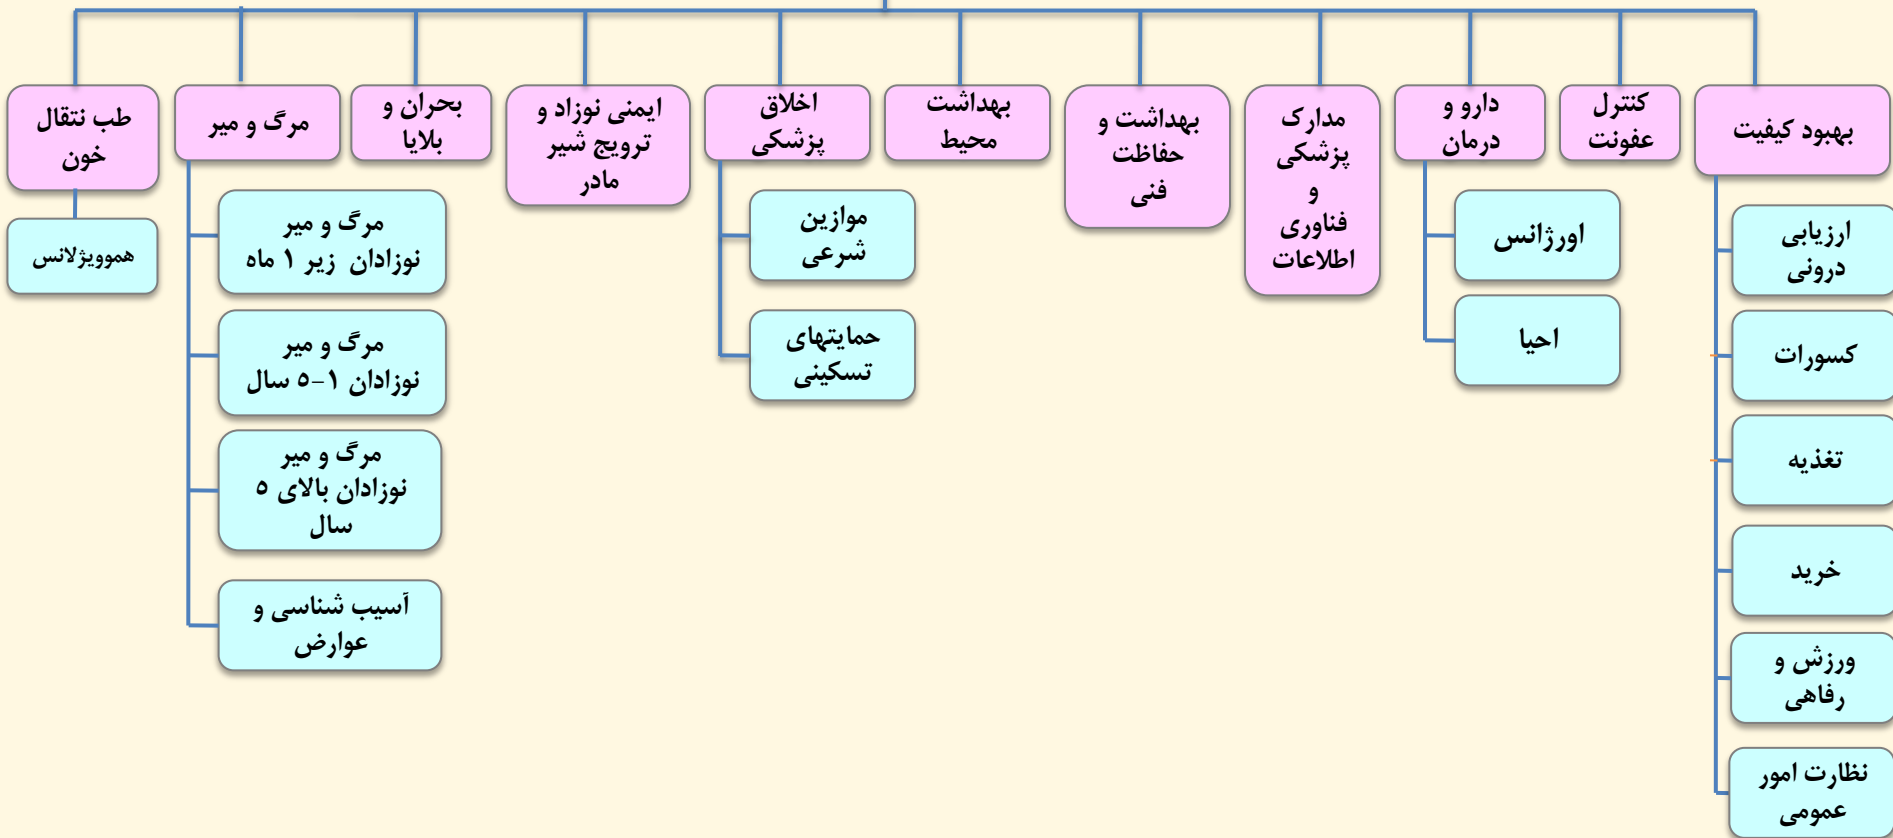 بهبود کیفیت
کنترل
عفونت
دارو و
درمان
مدارک
پزشکی
و
فناوری
اطلاعات
بهداشت و
حفاظت
فنی
بهداشت
محیط
اخلاق
پزشکی
ایمنی نوزاد و
ترویج شیر
مادر
بحران و
بلایا
مرگ و میر
طب نتقال
خون
ارزیابی
درونی
کسورات
تغذیه
خرید
ورزش و
رفاهی
نظارت امور
عمومی
اورژانس
احیا
موازین
شرعی
حمایتهای
تسکینی
مرگ و میر
نوزادان زیر ۱ ماه
مرگ و میر
نوزادان ۱-۵ سال
مرگ و میر
نوزادان بالای ۵
سال
آسیب شناسی و
عوارض
هموویژلانس